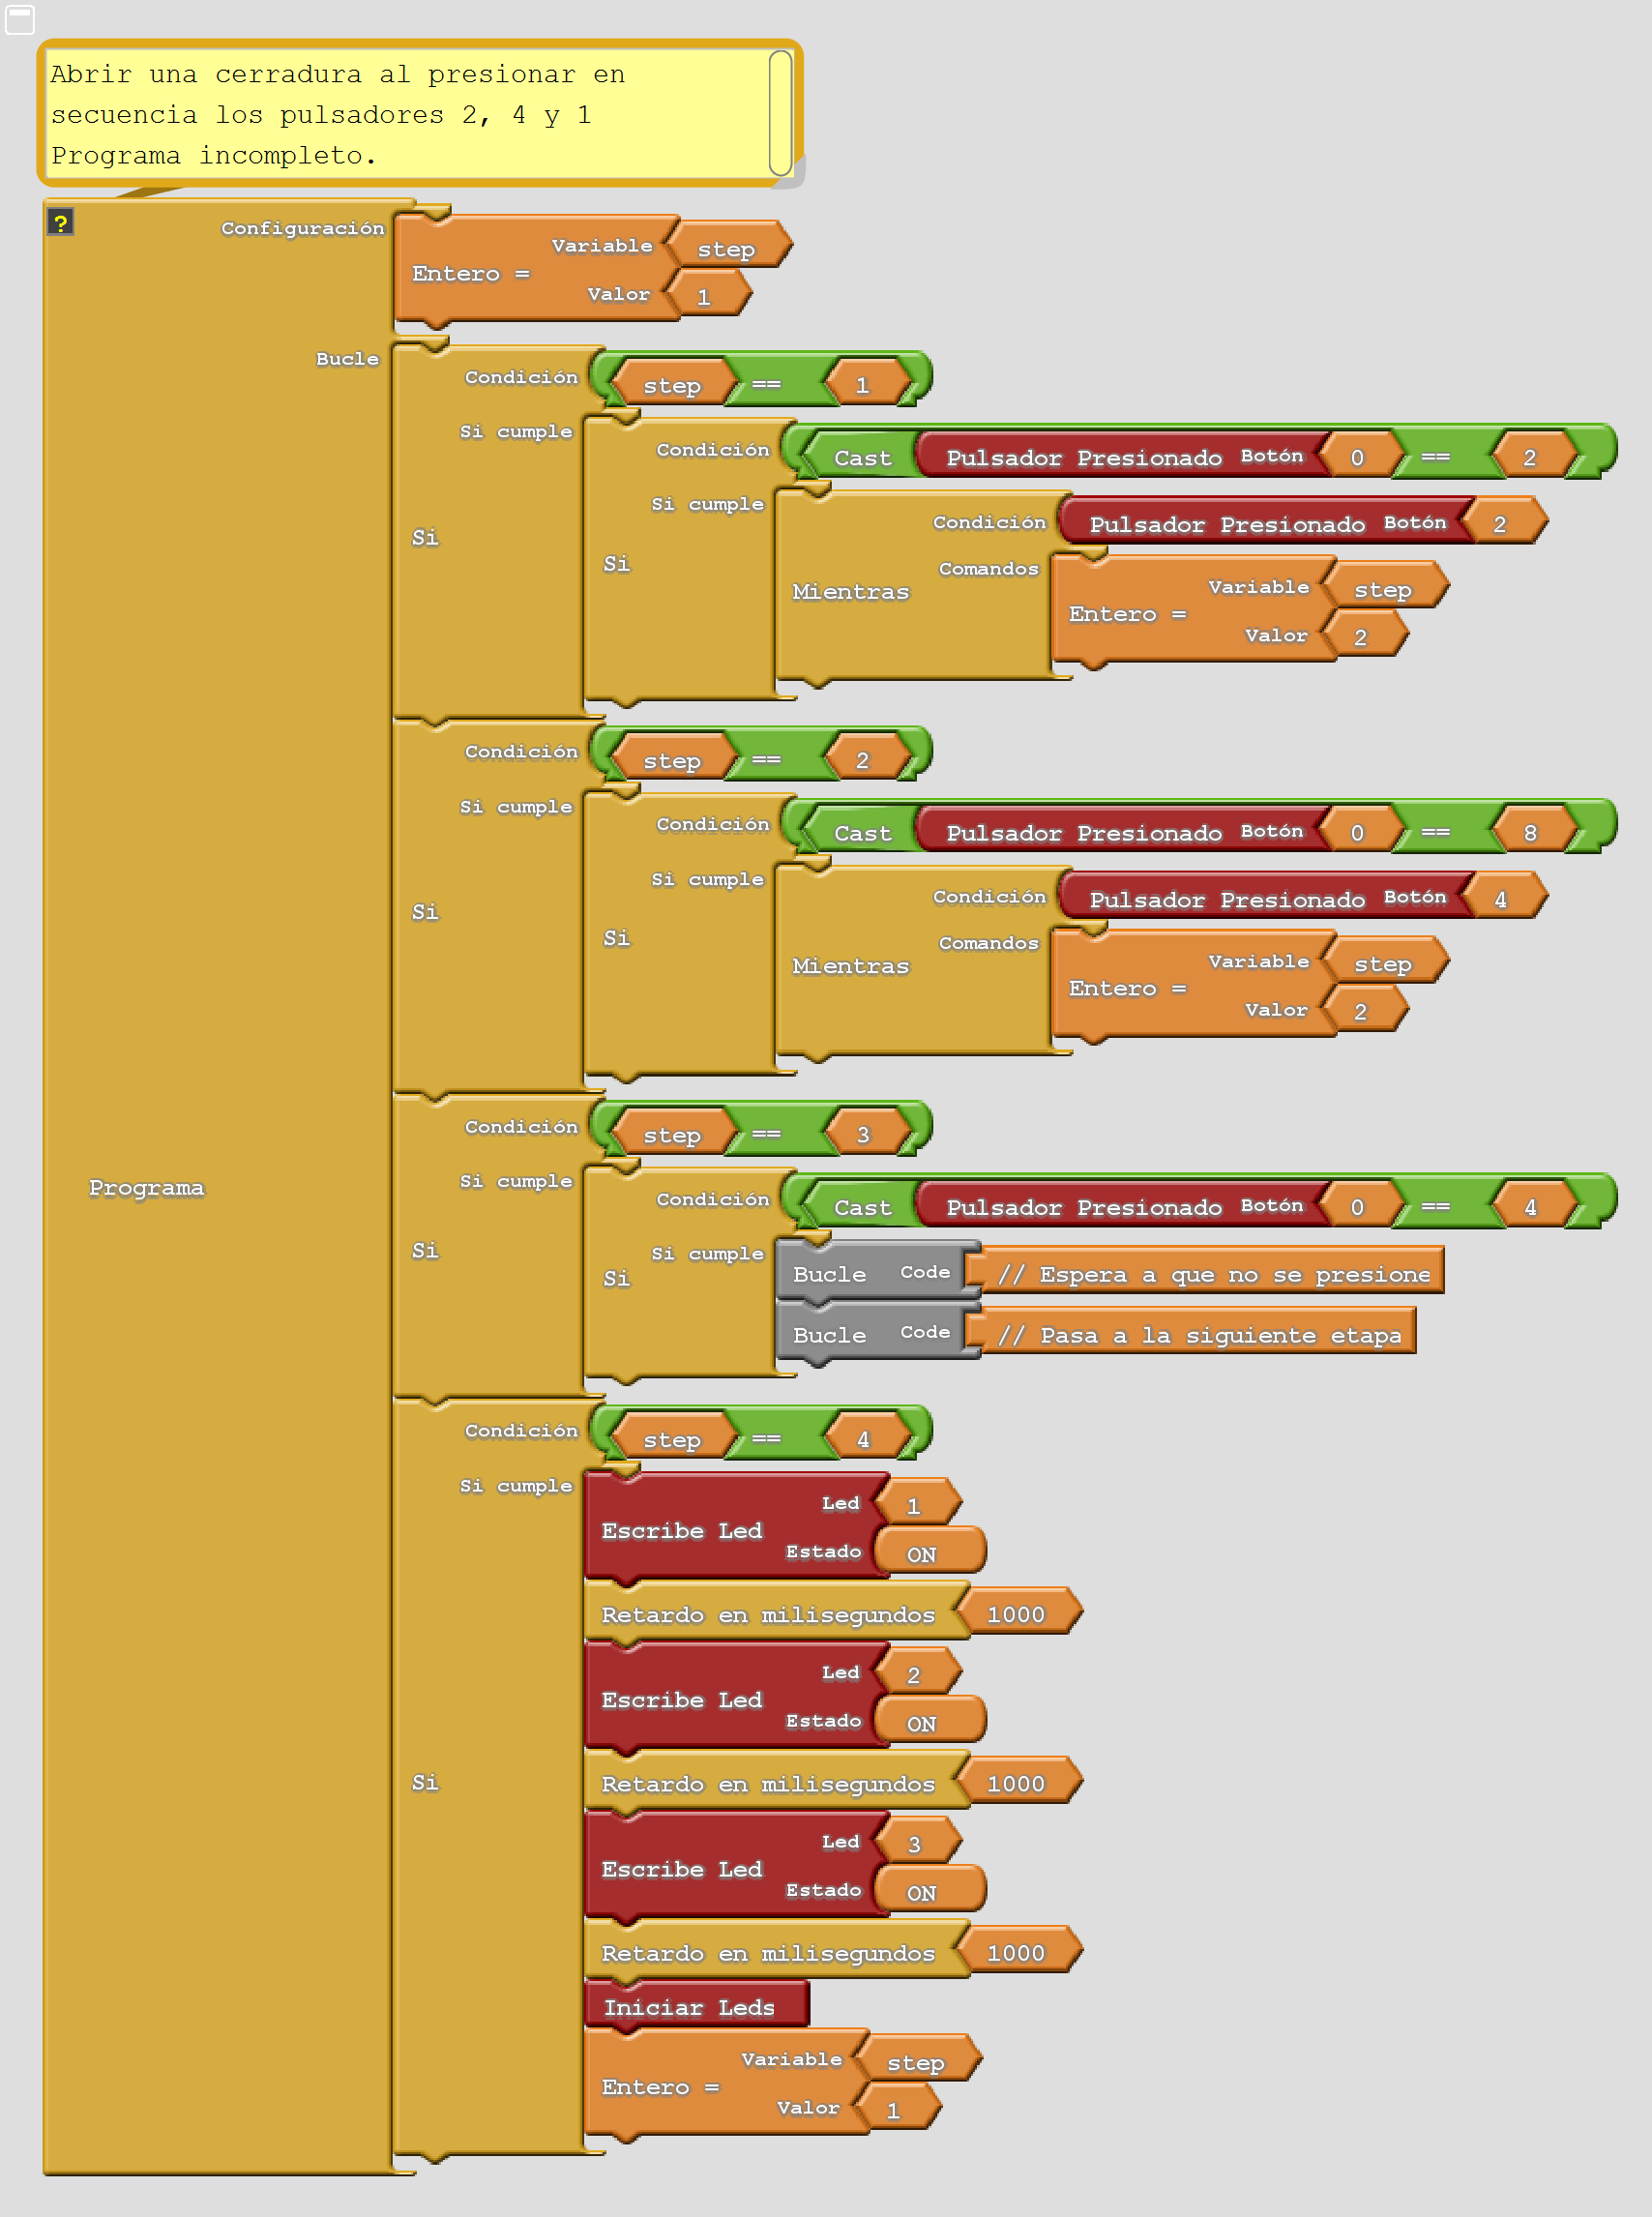 Abrir una cerradura al presionar en
secuencia los pulsadores 2, 4 y 1
Programa incompleto.
?
Configuración
Variable step
Entero =
Valor 1
Bucle
Condición step == 1
Si cumple
Condición Cast Pulsador Presionado Botón 0 == 2
Si cumple
Condición Pulsador Presionado Botón 2
Si
Si
Comandos
Mientras
Variable step
Entero =
Valor 2
Condición step == 2
Si cumple
Condición Cast Pulsador Presionado Botón 0 == 8
Si cumple
Condición Pulsador Presionado Botón 4
Si
Si
Comandos
Mientras
Variable step
Entero =
Valor 2
Condición step == 3
Programa
Si cumple
Condición Cast Pulsador Presionado Botón 0 == 4
Si cumple
Si
Si
Bucle Code // Espera a que no se presione
Bucle Code // Pasa a la siguiente etapa
Condición step == 4
Si cumple
Led 1
Escribe Led
Estado ON
Retardo en milisegundos 1000
Led 2
Escribe Led
Estado ON
Si
Retardo en milisegundos 1000
Led 3
Escribe Led
Estado ON
Retardo en milisegundos 1000
Iniciar Leds
Variable step
Entero =
Valor 1